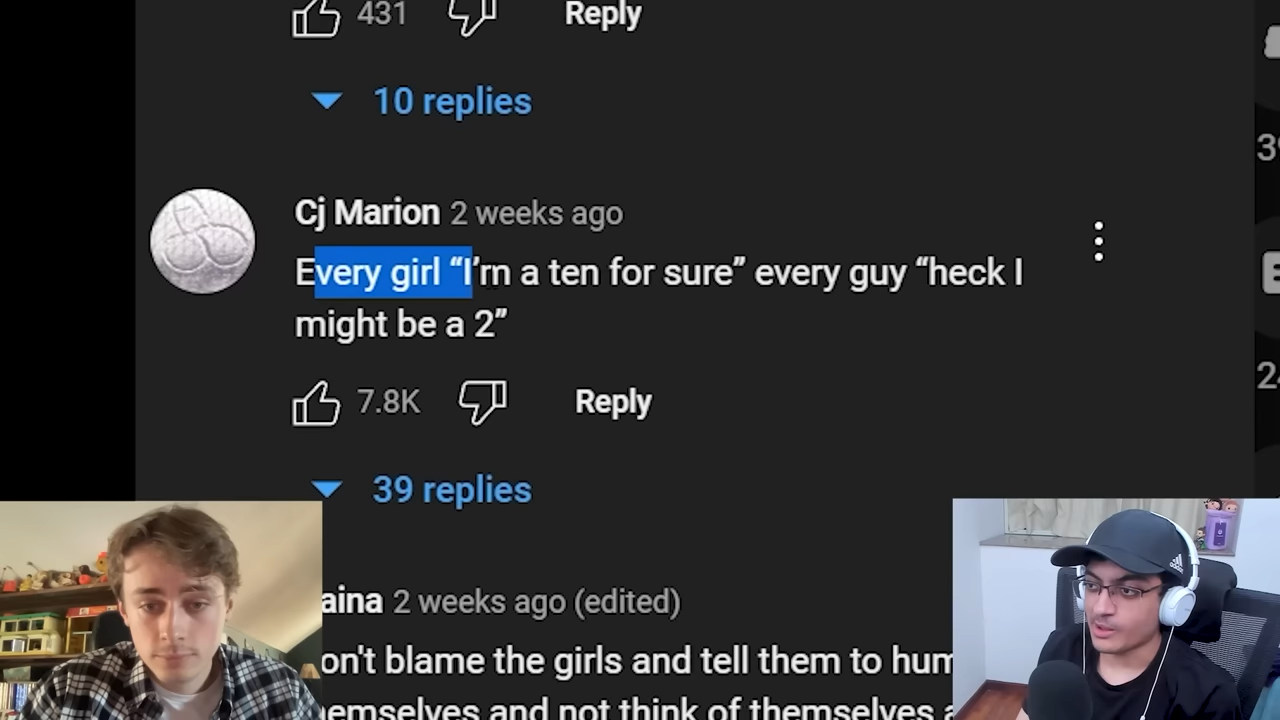 431 Reply
10 replies
Cj Marion 2 weeks ago
Every girl “I’m a ten for sure” every guy “heck I
might be a 2”
7.8K Reply
39 replies
aina 2 weeks ago (edited)
on't blame the girls and tell them to hum
hemselves and not think of themselves a
adidas